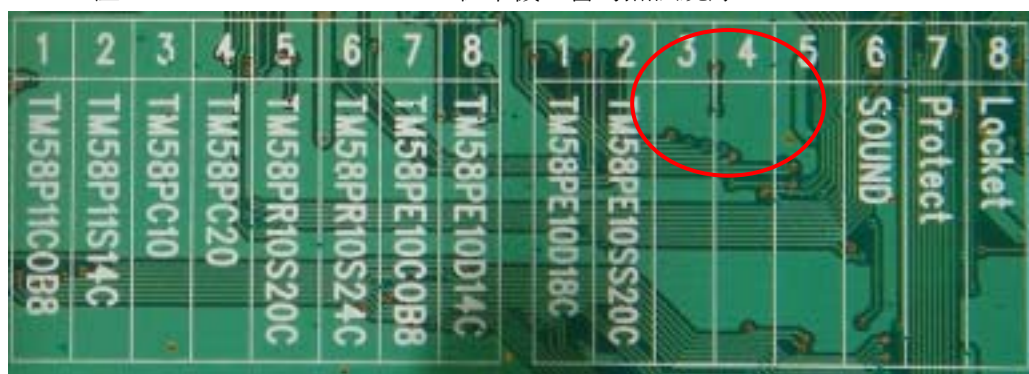 1 2 3 4 5 6 7 8 1 2 3 4 5 6 7 8
TM58P11COB8
TM58P11S14C
TM58PC10
TM58PC20
TM58PR10S20C
TM58PR10S24C
TM58PE10COB8
TM58PE10D14C
TM58PE10D18C
TM58PE10SS20C
SOUND
Protect
Locket